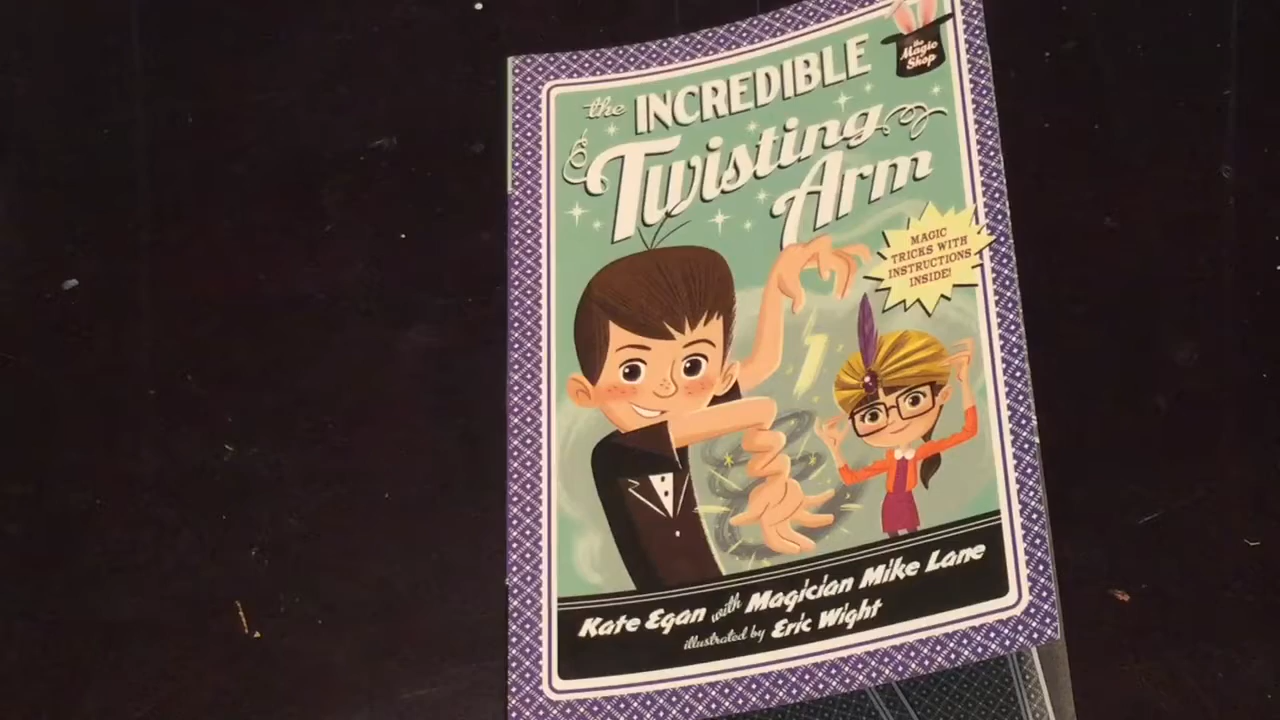 the Magic Shop
the INCREDIBLE
Twisting
Arm
MAGIC
TRICKS WITH
INSTRUCTIONS
INSIDE!
Kate Egan with Magician Mike Lane
illustrated by Eric Wight